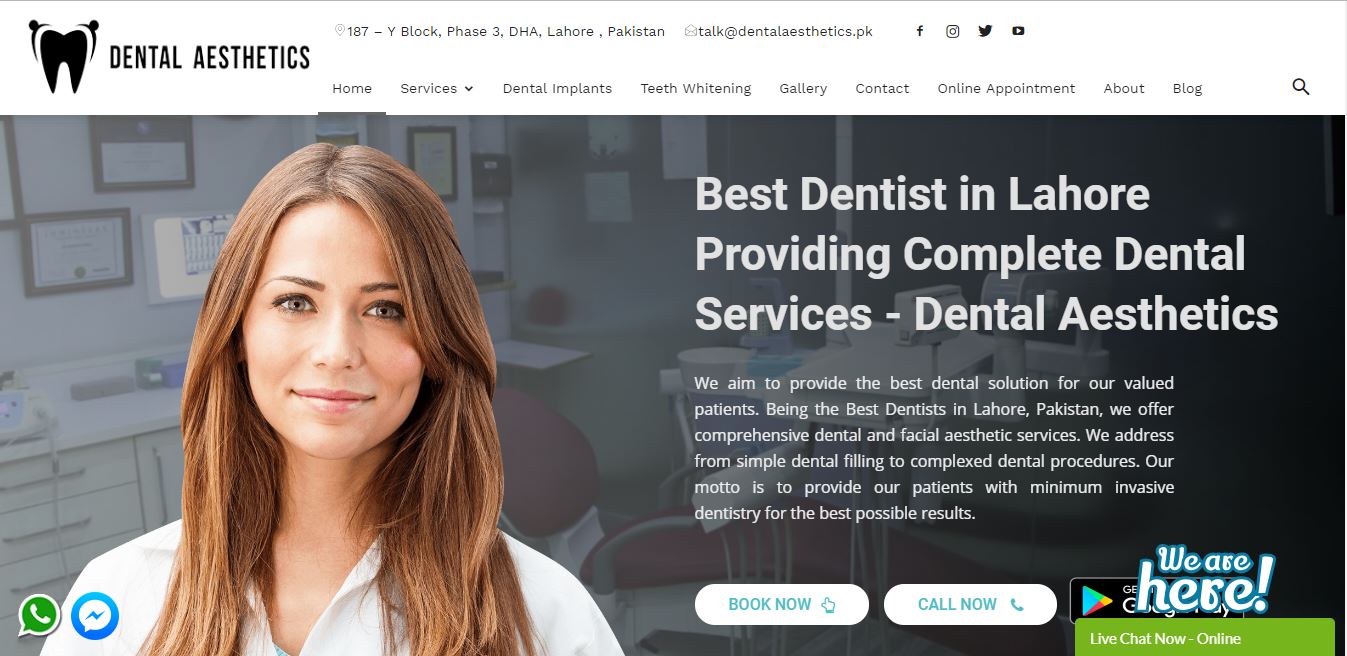 187 – Y Block, Phase 3, DHA, Lahore , Pakistan talk@dentalaesthetics.pk
DENTAL AESTHETICS
Home Services Dental Implants Teeth Whitening Gallery Contact Online Appointment About Blog
Best Dentist in Lahore
Providing Complete Dental
Services - Dental Aesthetics
We aim to provide the best dental solution for our valued
patients. Being the Best Dentists in Lahore, Pakistan, we offer
comprehensive dental and facial aesthetic services. We address
from simple dental filling to complexed dental procedures. Our
motto is to provide our patients with minimum invasive
dentistry for the best possible results.
We are
here!
BOOK NOW CALL NOW
Live Chat Now - Online